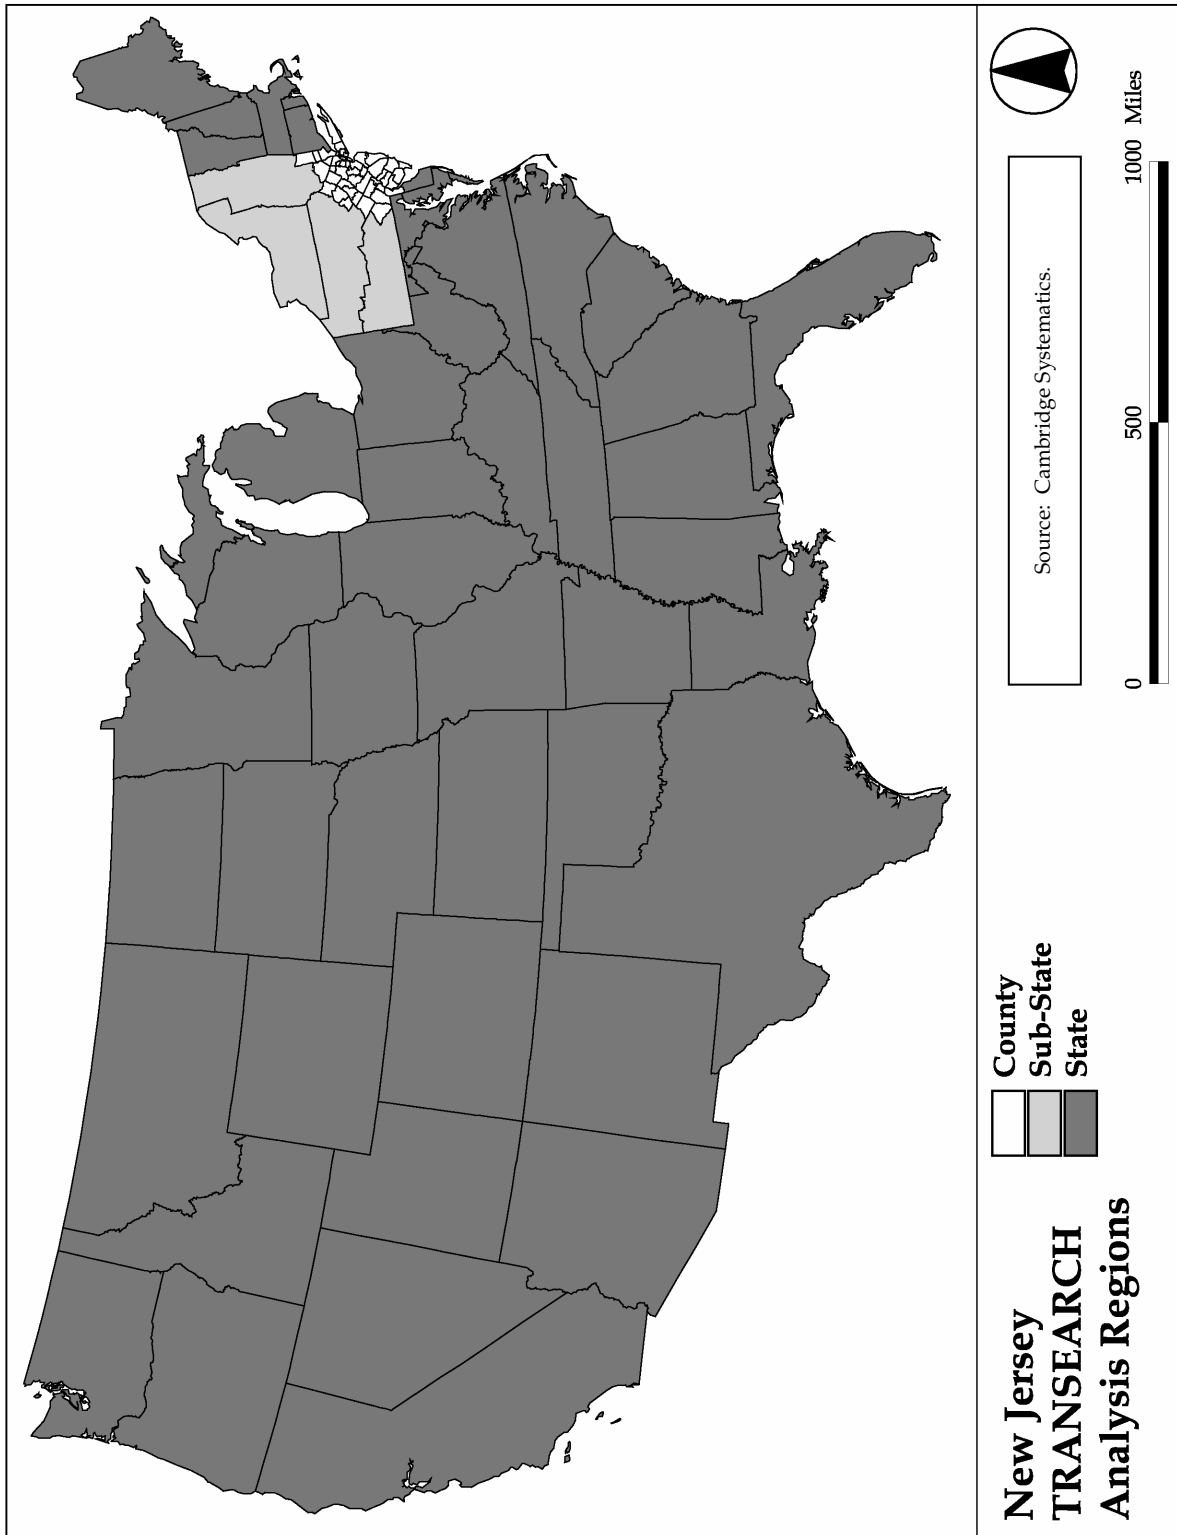 New Jersey
TRANSEARCH
Analysis Regions
County
Sub-State
State
Source: Cambridge Systematics.
0 500 1000 Miles